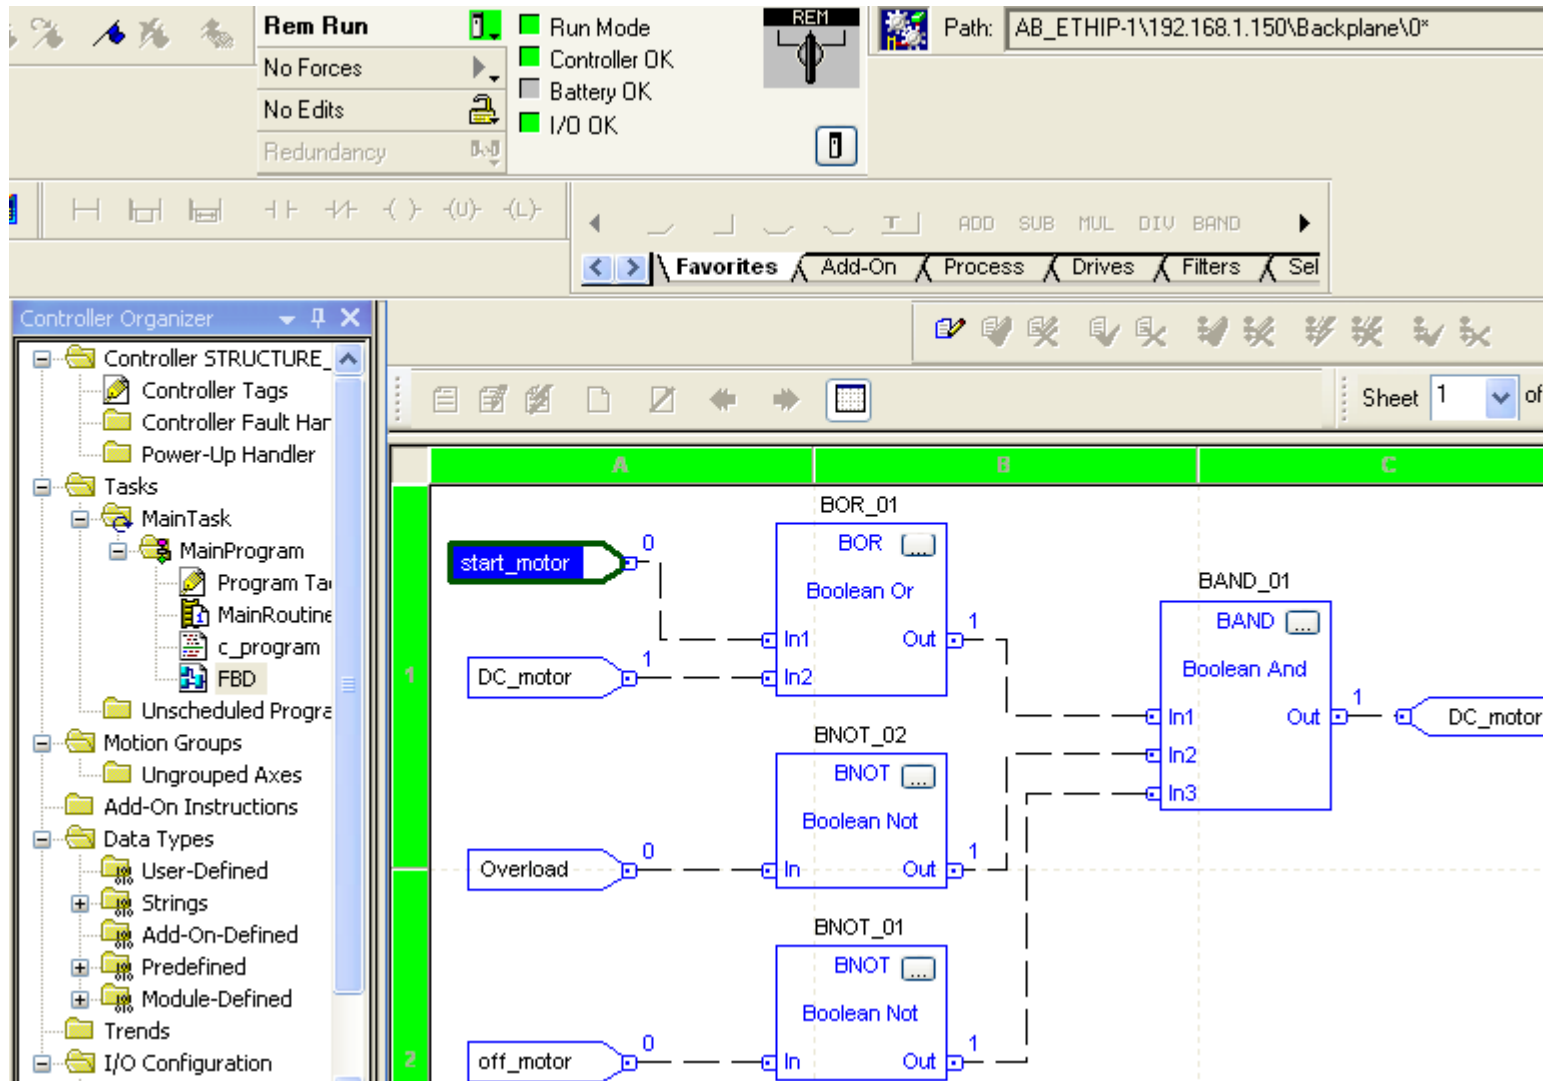 Rem Run
No Forces
No Edits
Redundancy
Run Mode
Controller OK
Battery OK
I/O OK
REM
Path: AB_ETHIP-1\192.168.1.150\Backplane\0*
(U) (L)
T ADD SUB MUL DIV BAND
Favorites Add-On Process Drives Filters Sel
Controller Organizer
Controller STRUCTURE_
Controller Tags
Controller Fault Har
Power-Up Handler
Tasks
MainTask
MainProgram
Program Ta
MainRoutine
c_program
FBD
Unscheduled Progra
Motion Groups
Ungrouped Axes
Add-On Instructions
Data Types
User-Defined
Strings
Add-On-Defined
Predefined
Module-Defined
Trends
I/O Configuration
Sheet 1 of
A B C
1
2
BOR_01
start_motor 0
BOR ...
Boolean Or
In1 Out 1
DC_motor 1
In2
BAND_01
BAND ...
Boolean And
In1 Out 1
In2
In3
DC_motor
BNOT_02
BNOT ...
Boolean Not
Overload 0
In Out 1
BNOT_01
BNOT ...
Boolean Not
off_motor 0
In Out 1